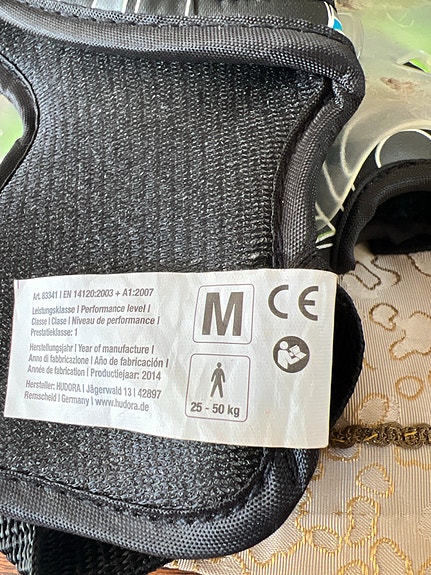 Art. 83341 | EN 14120:2003 + A1:2007
Leistungsklasse | Performance level |
Classe | Clase | Niveau de performance |
Prestatieklasse: 1
Herstellungsjahr | Year of manufacture |
Anno di fabbricazione | Año de fabricación |
Année de fabrication | Productiejaar: 2014
Hersteller: HUDORA | Jägerwald 13 | 42897
Remscheid | Germany | www.hudora.de
M
CE
25 - 50 kg